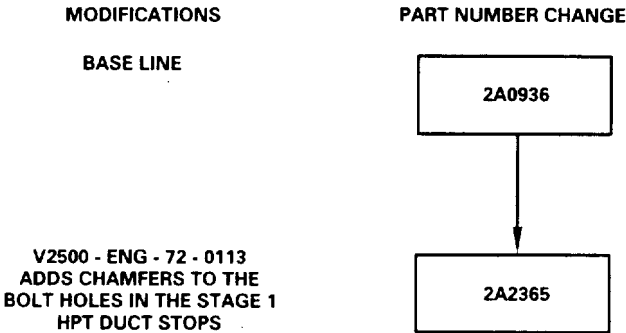 MODIFICATIONS
PART NUMBER CHANGE
BASE LINE
2A0936
V2500 - ENG - 72 - 0113
ADDS CHAMFERS TO THE
BOLT HOLES IN THE STAGE 1
HPT DUCT STOPS
2A2365